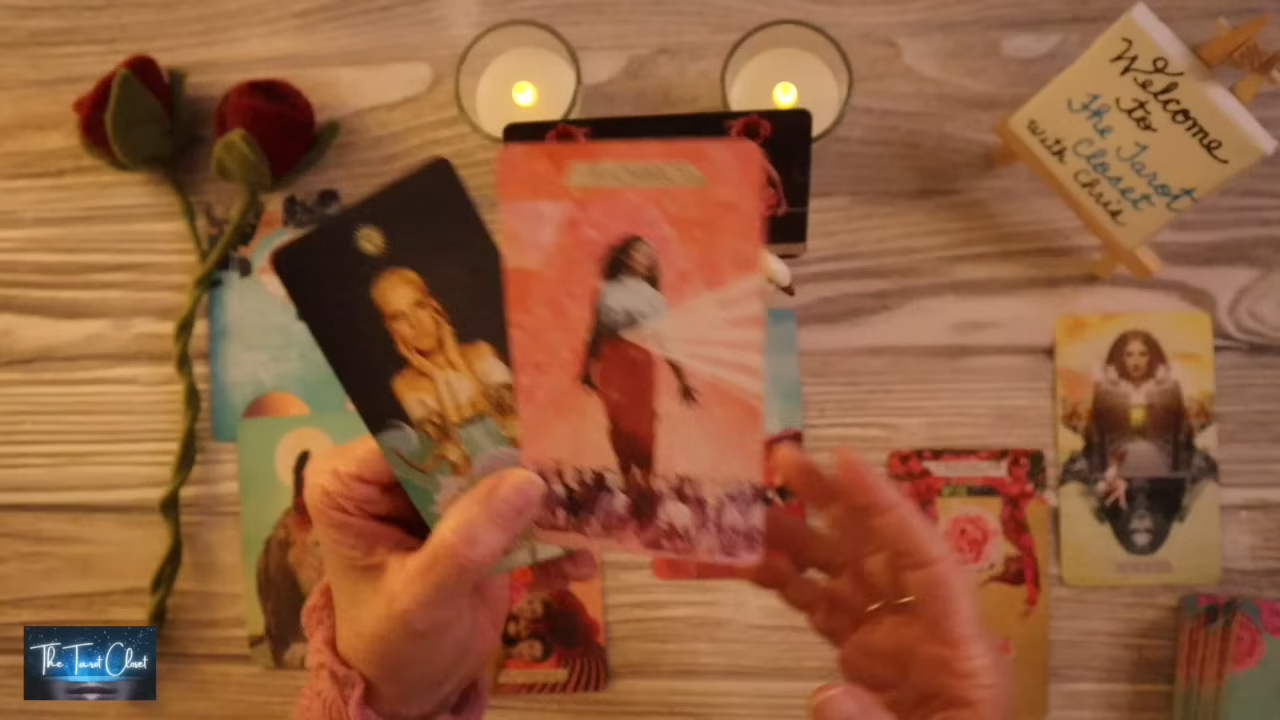 Welcome
to
The Tarot
Closet
with Chris
The Tarot Closet